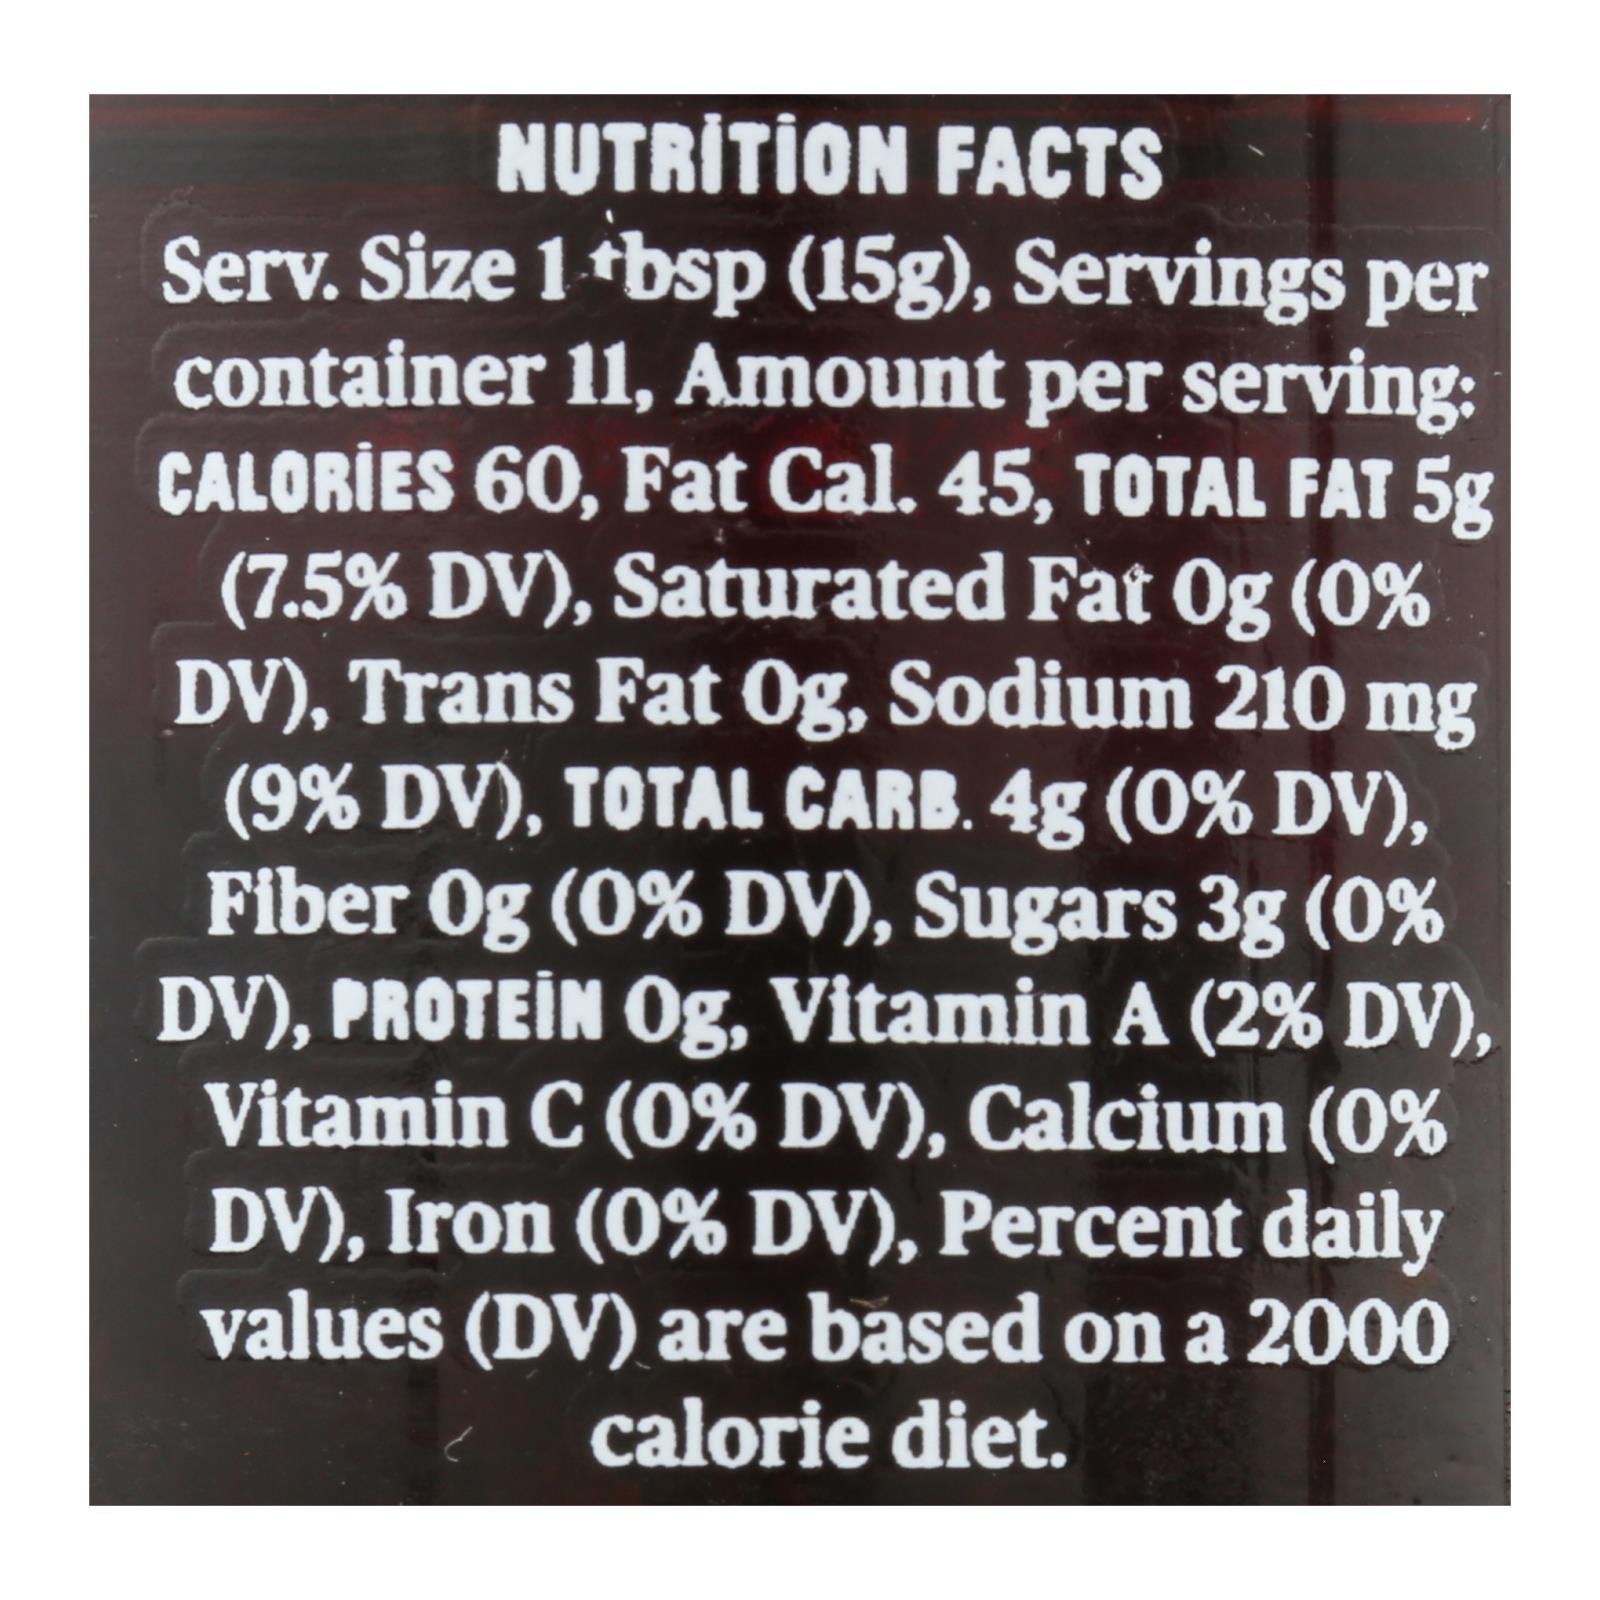 NUTRITION FACTS
Serv. Size 1 tbsp (15g), Servings per
container 11, Amount per serving:
CALORIES 60, Fat Cal. 45, TOTAL FAT 5g
(7.5% DV), Saturated Fat 0g (0%
DV), Trans Fat 0g, Sodium 210 mg
(9% DV), TOTAL CARB. 4g (0% DV),
Fiber 0g (0% DV), Sugars 3g (0%
DV), PROTEIN 0g, Vitamin A (2% DV),
Vitamin C (0% DV), Calcium (0%
DV), Iron (0% DV), Percent daily
values (DV) are based on a 2000
calorie diet.